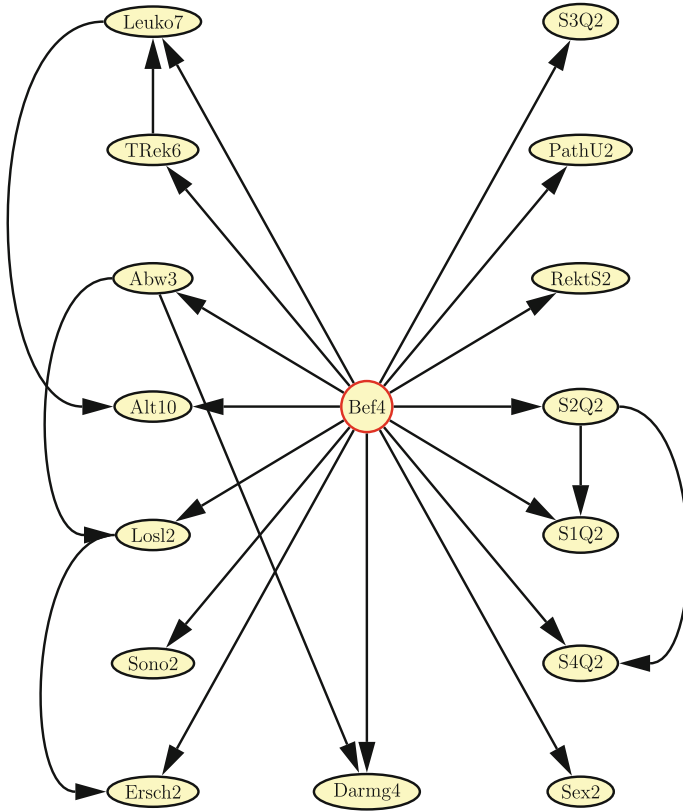 Leuko7
S3Q2
TRek6
PathU2
Abw3
RektS2
Alt10
Bef4
S2Q2
Losl2
S1Q2
Sono2
S4Q2
Ersch2
Darmg4
Sex2